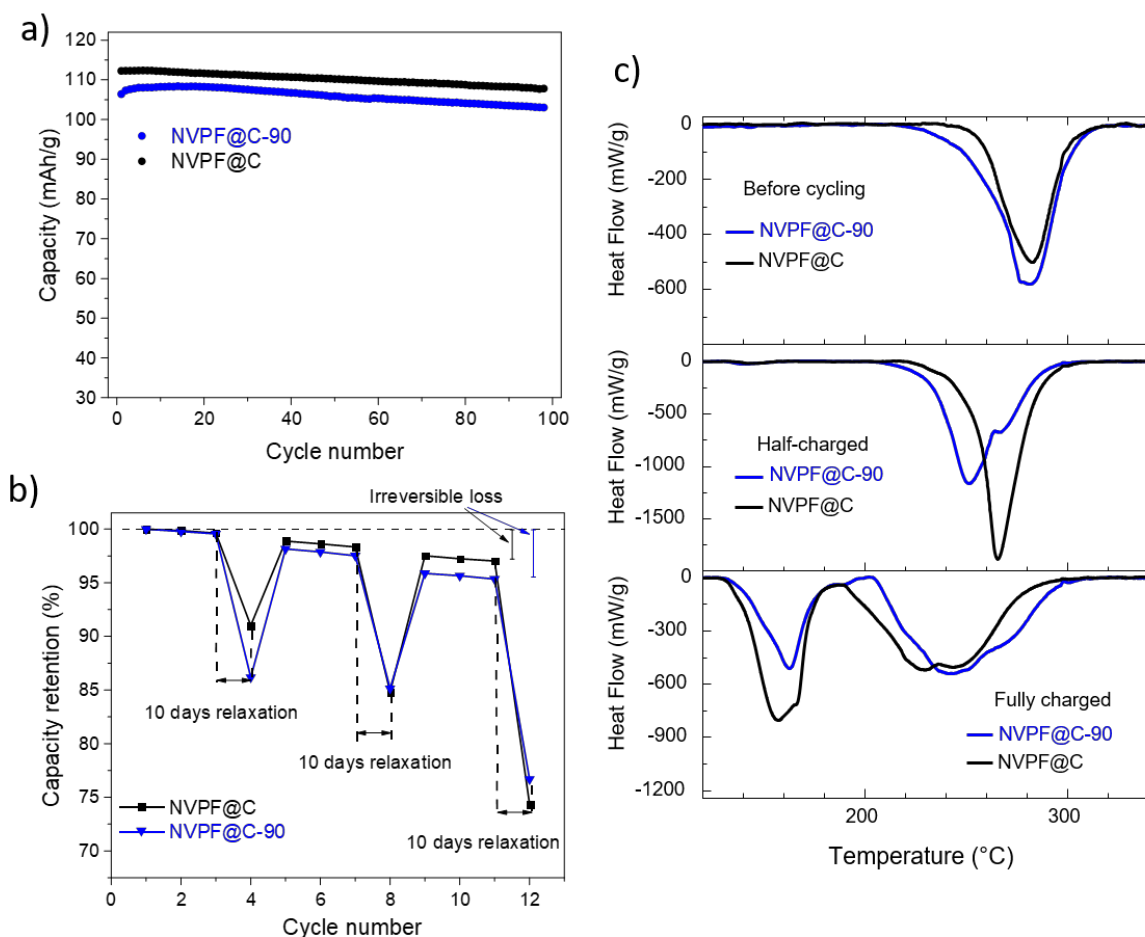 a)
120
110
100
90
80
70
60
50
40
30
Capacity (mAh/g)
NVPF@C-90
NVPF@C
0
20
40
60
80
100
Cycle number
b)
Irreversible loss
100
95
90
85
80
75
70
Capacity retention (%)
10 days relaxation
10 days relaxation
10 days relaxation
NVPF@C
NVPF@C-90
0
2
4
6
8
10
12
Cycle number
c)
0
-200
-400
-600
Heat Flow (mW/g)
Before cycling
NVPF@C-90
NVPF@C
0
-500
-1000
-1500
Heat Flow (mW/g)
Half-charged
NVPF@C-90
NVPF@C
0
-300
-600
-900
-1200
Heat Flow (mW/g)
Fully charged
NVPF@C-90
NVPF@C
200
300
Temperature (°C)